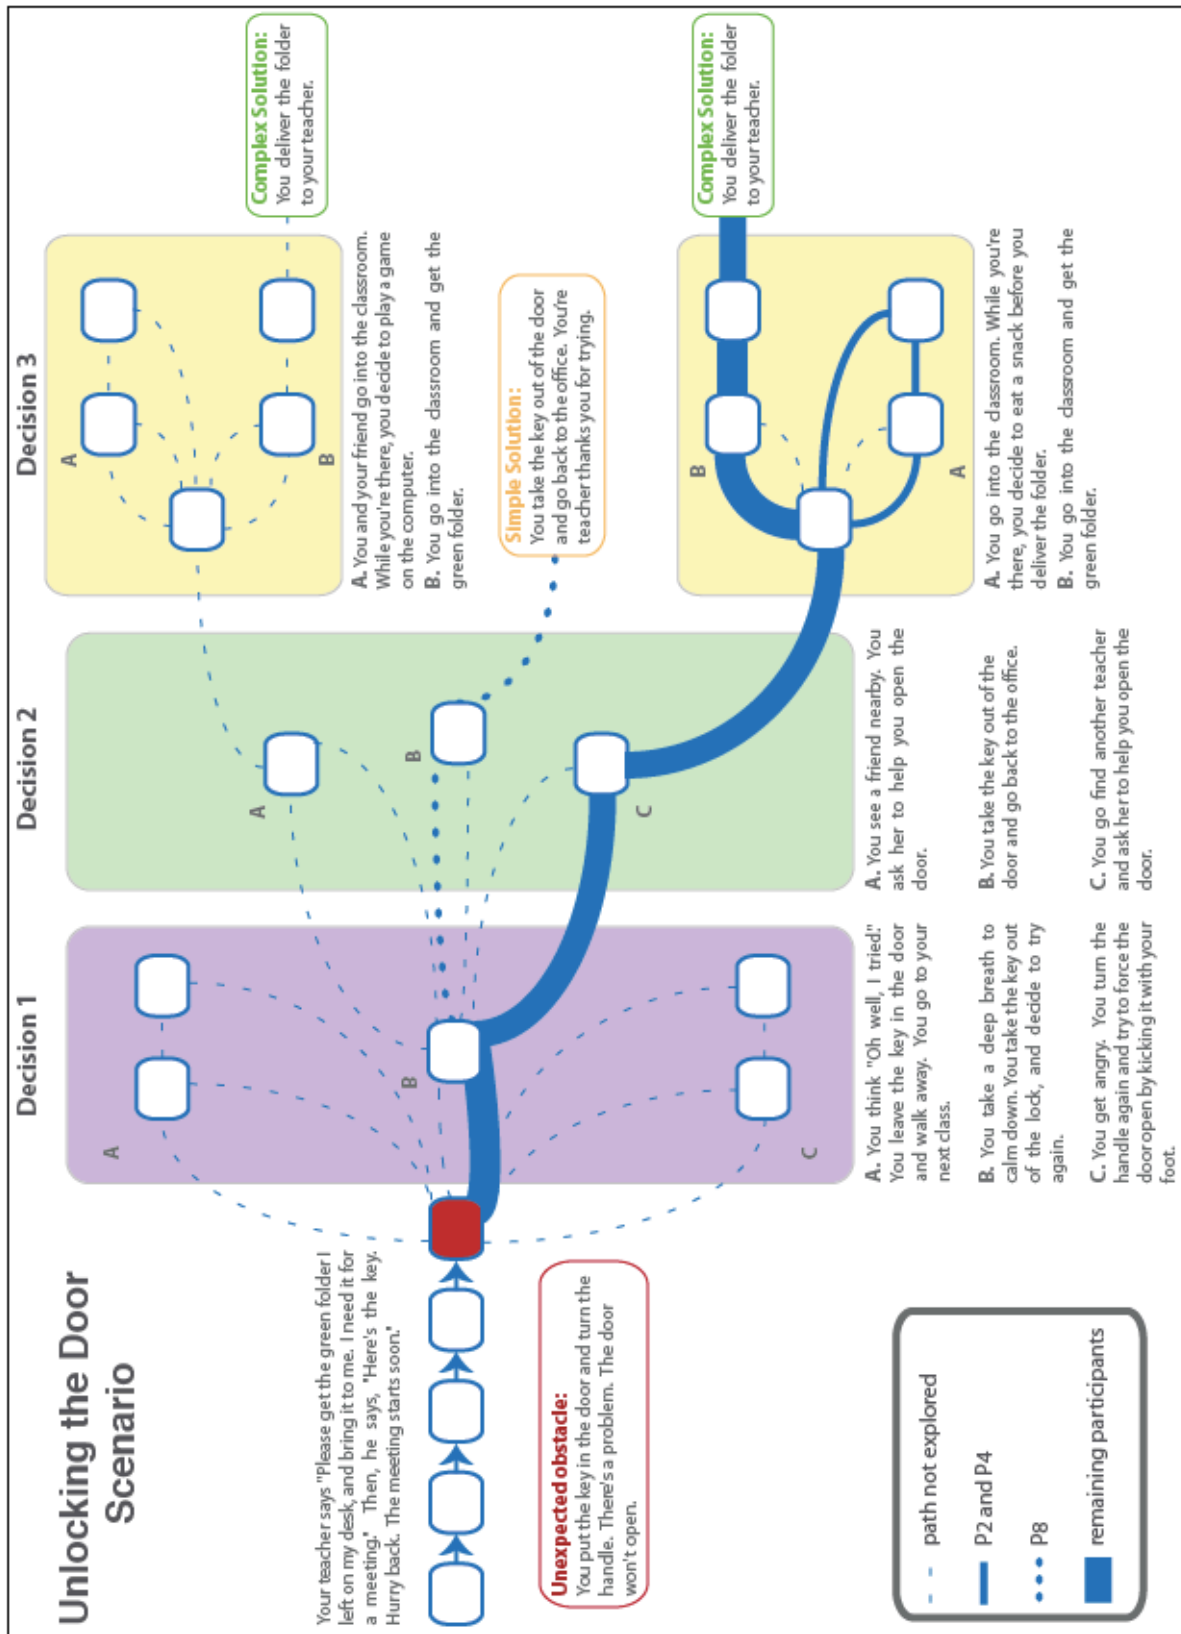 Unlocking the Door
Scenario
Decision 1
Decision 2
Decision 3
Your teacher says "Please get the green folder I
left on my desk, and bring it to me. I need it for
a meeting." Then, he says, "Here's the key.
Hurry back. The meeting starts soon."
Unexpected obstacle:
You put the key in the door and turn the
handle. There's a problem. The door
won't open.
A
B
C
A. You think "Oh well, I tried."
You leave the key in the door
and walk away. You go to your
next class.
B. You take a deep breath to
calm down. You take the key out
of the lock, and decide to try
again.
C. You get angry. You turn the
handle again and try to force the
door open by kicking it with your
foot.
A
B
C
A. You see a friend nearby. You
ask her to help you open the
door.
B. You take the key out of the
door and go back to the office.
C. You go find another teacher
and ask her to help you open the
door.
A
B
A. You and your friend go into the classroom.
While you're there, you decide to play a game
on the computer.
B. You go into the classroom and get the
green folder.
Complex Solution:
You deliver the folder
to your teacher.
Simple Solution:
You take the key out of the door
and go back to the office. You're
teacher thanks you for trying.
B
A
A. You go into the classroom. While you're
there, you decide to eat a snack before you
deliver the folder.
B. You go into the classroom and get the
green folder.
Complex Solution:
You deliver the folder
to your teacher.
path not explored
P2 and P4
P8
remaining participants